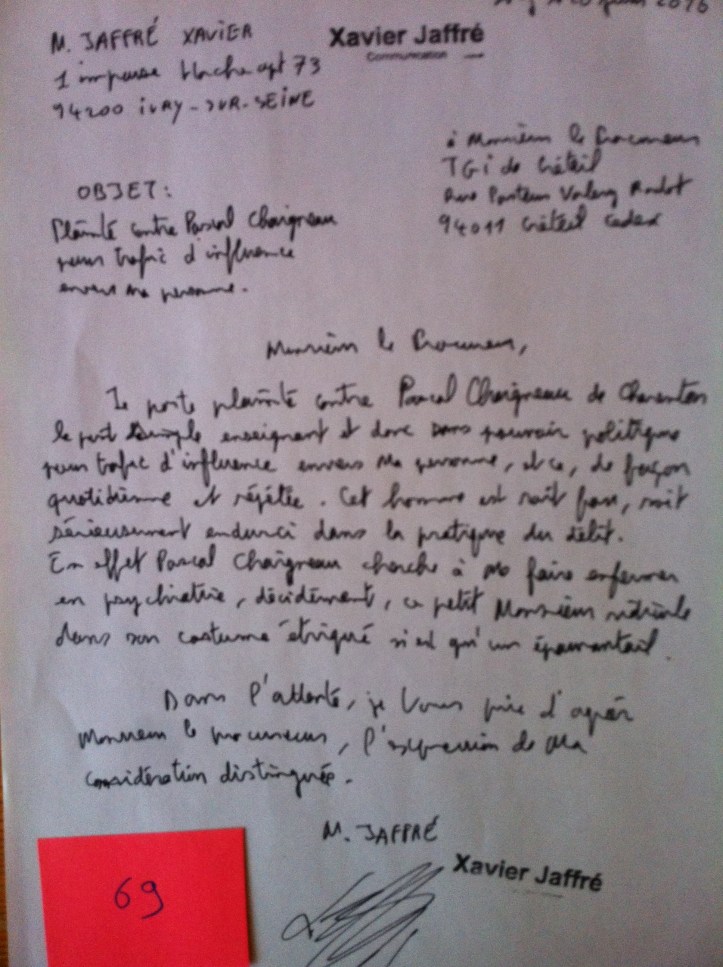 juin 2016
M. JAFFRÉ XAVIER
Xavier Jaffré
Communication
1 impasse apt 73
94200 IVRY-SUR-SEINE
à Monsieur le Procureur
TGI de Créteil
Rue Pasteur Valery Radot
94011 Créteil Cedex
OBJET:
Plainte contre Pascal Chaigneau
pour trafic d'influence
envers ma personne.
Monsieur le Procureur,
Je porte plainte contre Pascal Chaigneau de Charenton
le pont simple enseignant et donc sans pouvoir politique
pour trafic d'influence envers ma personne, et ce, de façon
quotidienne et répétée. Cet homme est soit fou, soit
sérieusement endurci dans la pratique du délit.
En effet Pascal Chaigneau cherche à me faire enfermer
en psychiatrie, décidément, ce petit Monsieur ridicule
dans son costume étriqué n'est qu'un épouvantail.
Dans l'attente, je vous prie d'agréer
Monsieur le procureur, l'expression de ma
considération distinguée.
M. JAFFRÉ
Xavier Jaffré
69